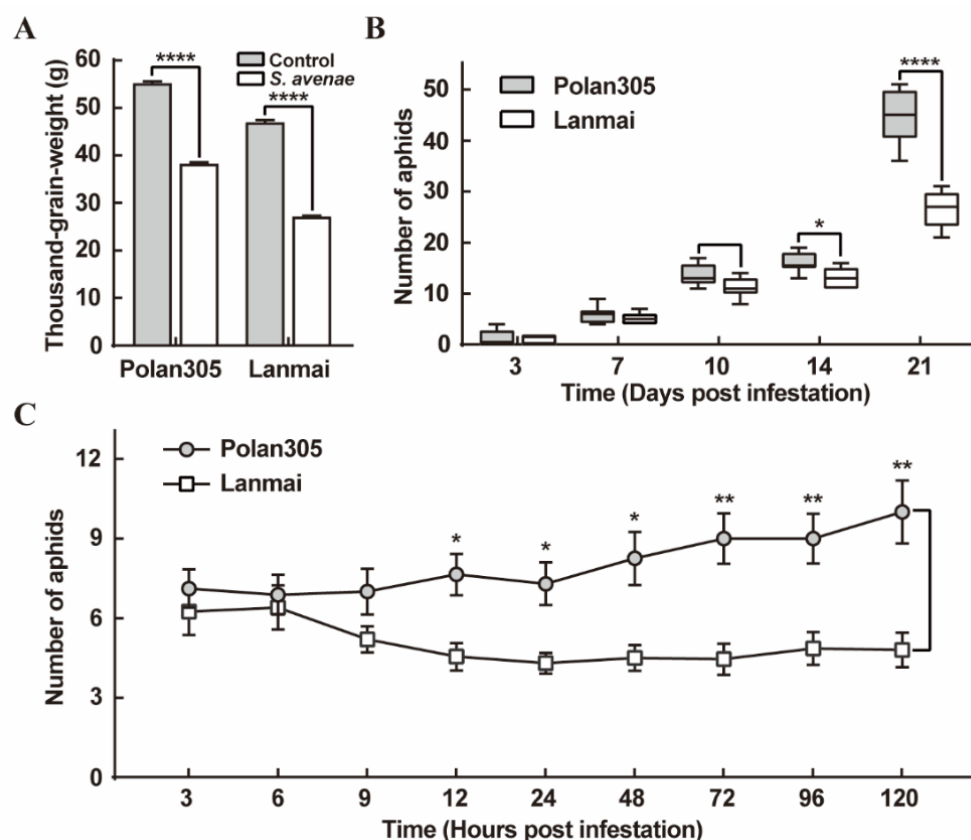 A
Thousand-grain-weight (g)
60
50
40
30
20
10
0
****
****
Control
S. avenae
Polan305
Lanmai
B
Number of aphids
50
40
30
20
10
0
Polan305
Lanmai
*
****
3
7
10
14
21
Time (Days post infestation)
C
Number of aphids
12
9
6
3
0
Polan305
Lanmai
*
*
*
**
**
**
3
6
9
12
24
48
72
96
120
Time (Hours post infestation)